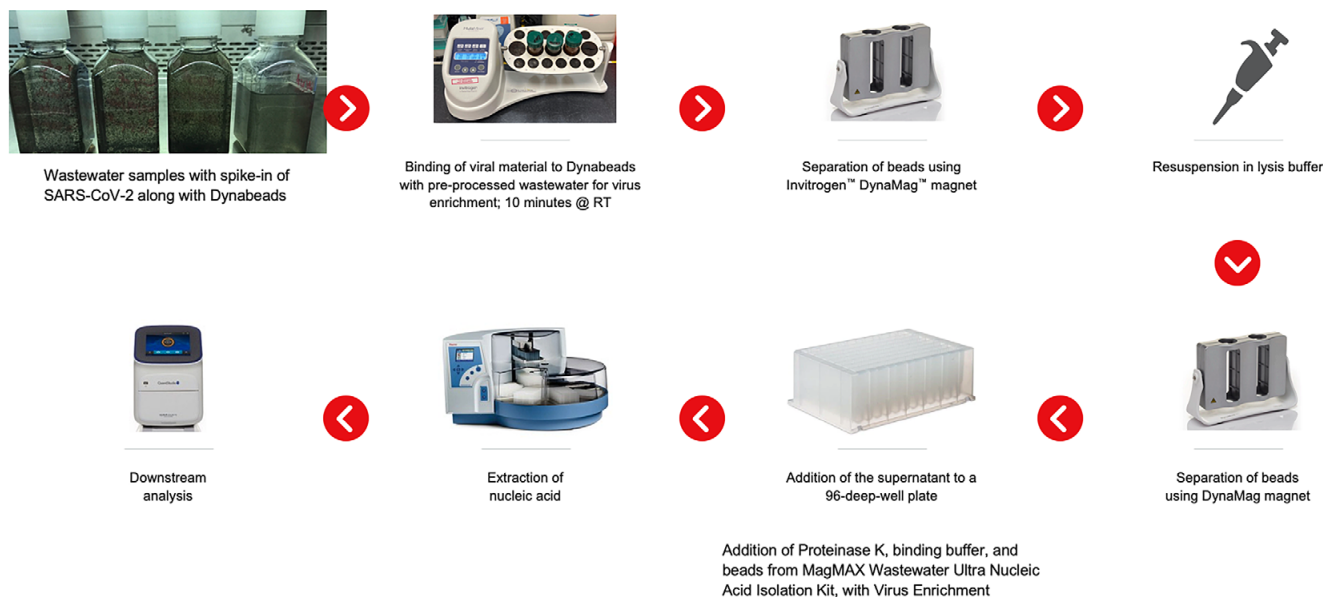 Wastewater samples with spike-in of
SARS-CoV-2 along with Dynabeads
Binding of viral material to Dynabeads
with pre-processed wastewater for virus
enrichment; 10 minutes @ RT
Separation of beads using
Invitrogen™ DynaMag™ magnet
Resuspension in lysis buffer
Separation of beads
using DynaMag magnet
Addition of the supernatant to a
96-deep-well plate
Addition of Proteinase K, binding buffer, and
beads from MagMAX Wastewater Ultra Nucleic
Acid Isolation Kit, with Virus Enrichment
Extraction of
nucleic acid
Downstream
analysis